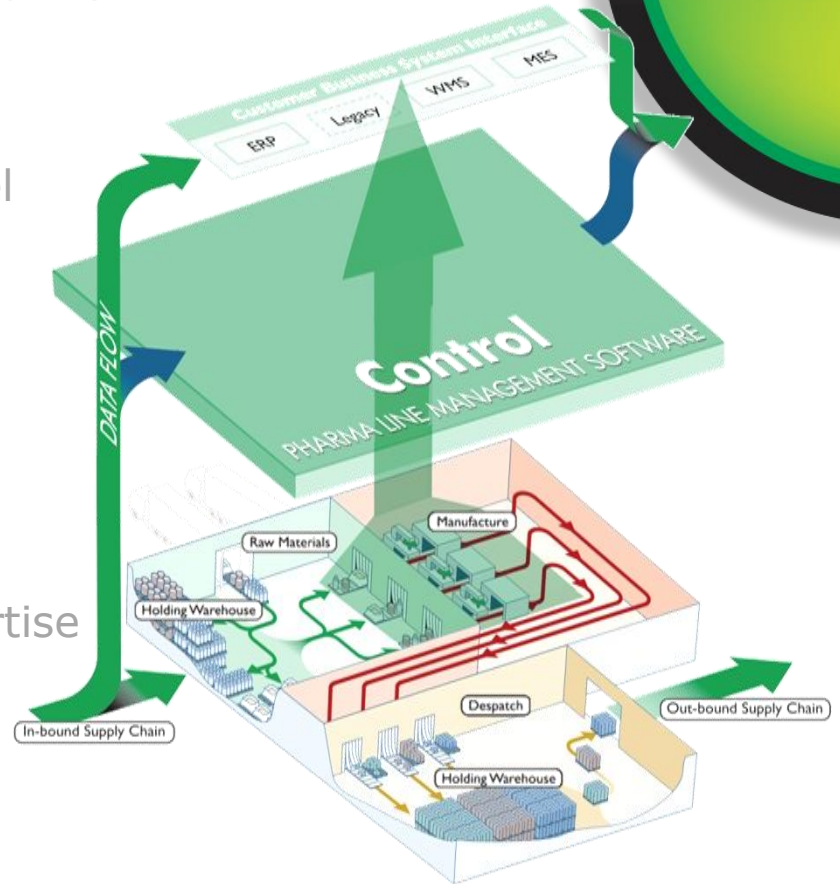 Customer Business System Interface
ERP
Legacy
WMS
MES
DATA FLOW
Control
PHARMA LINE MANAGEMENT SOFTWARE
Manufacture
Raw Materials
Holding Warehouse
In-bound Supply Chain
Despatch
Out-bound Supply Chain
Holding Warehouse